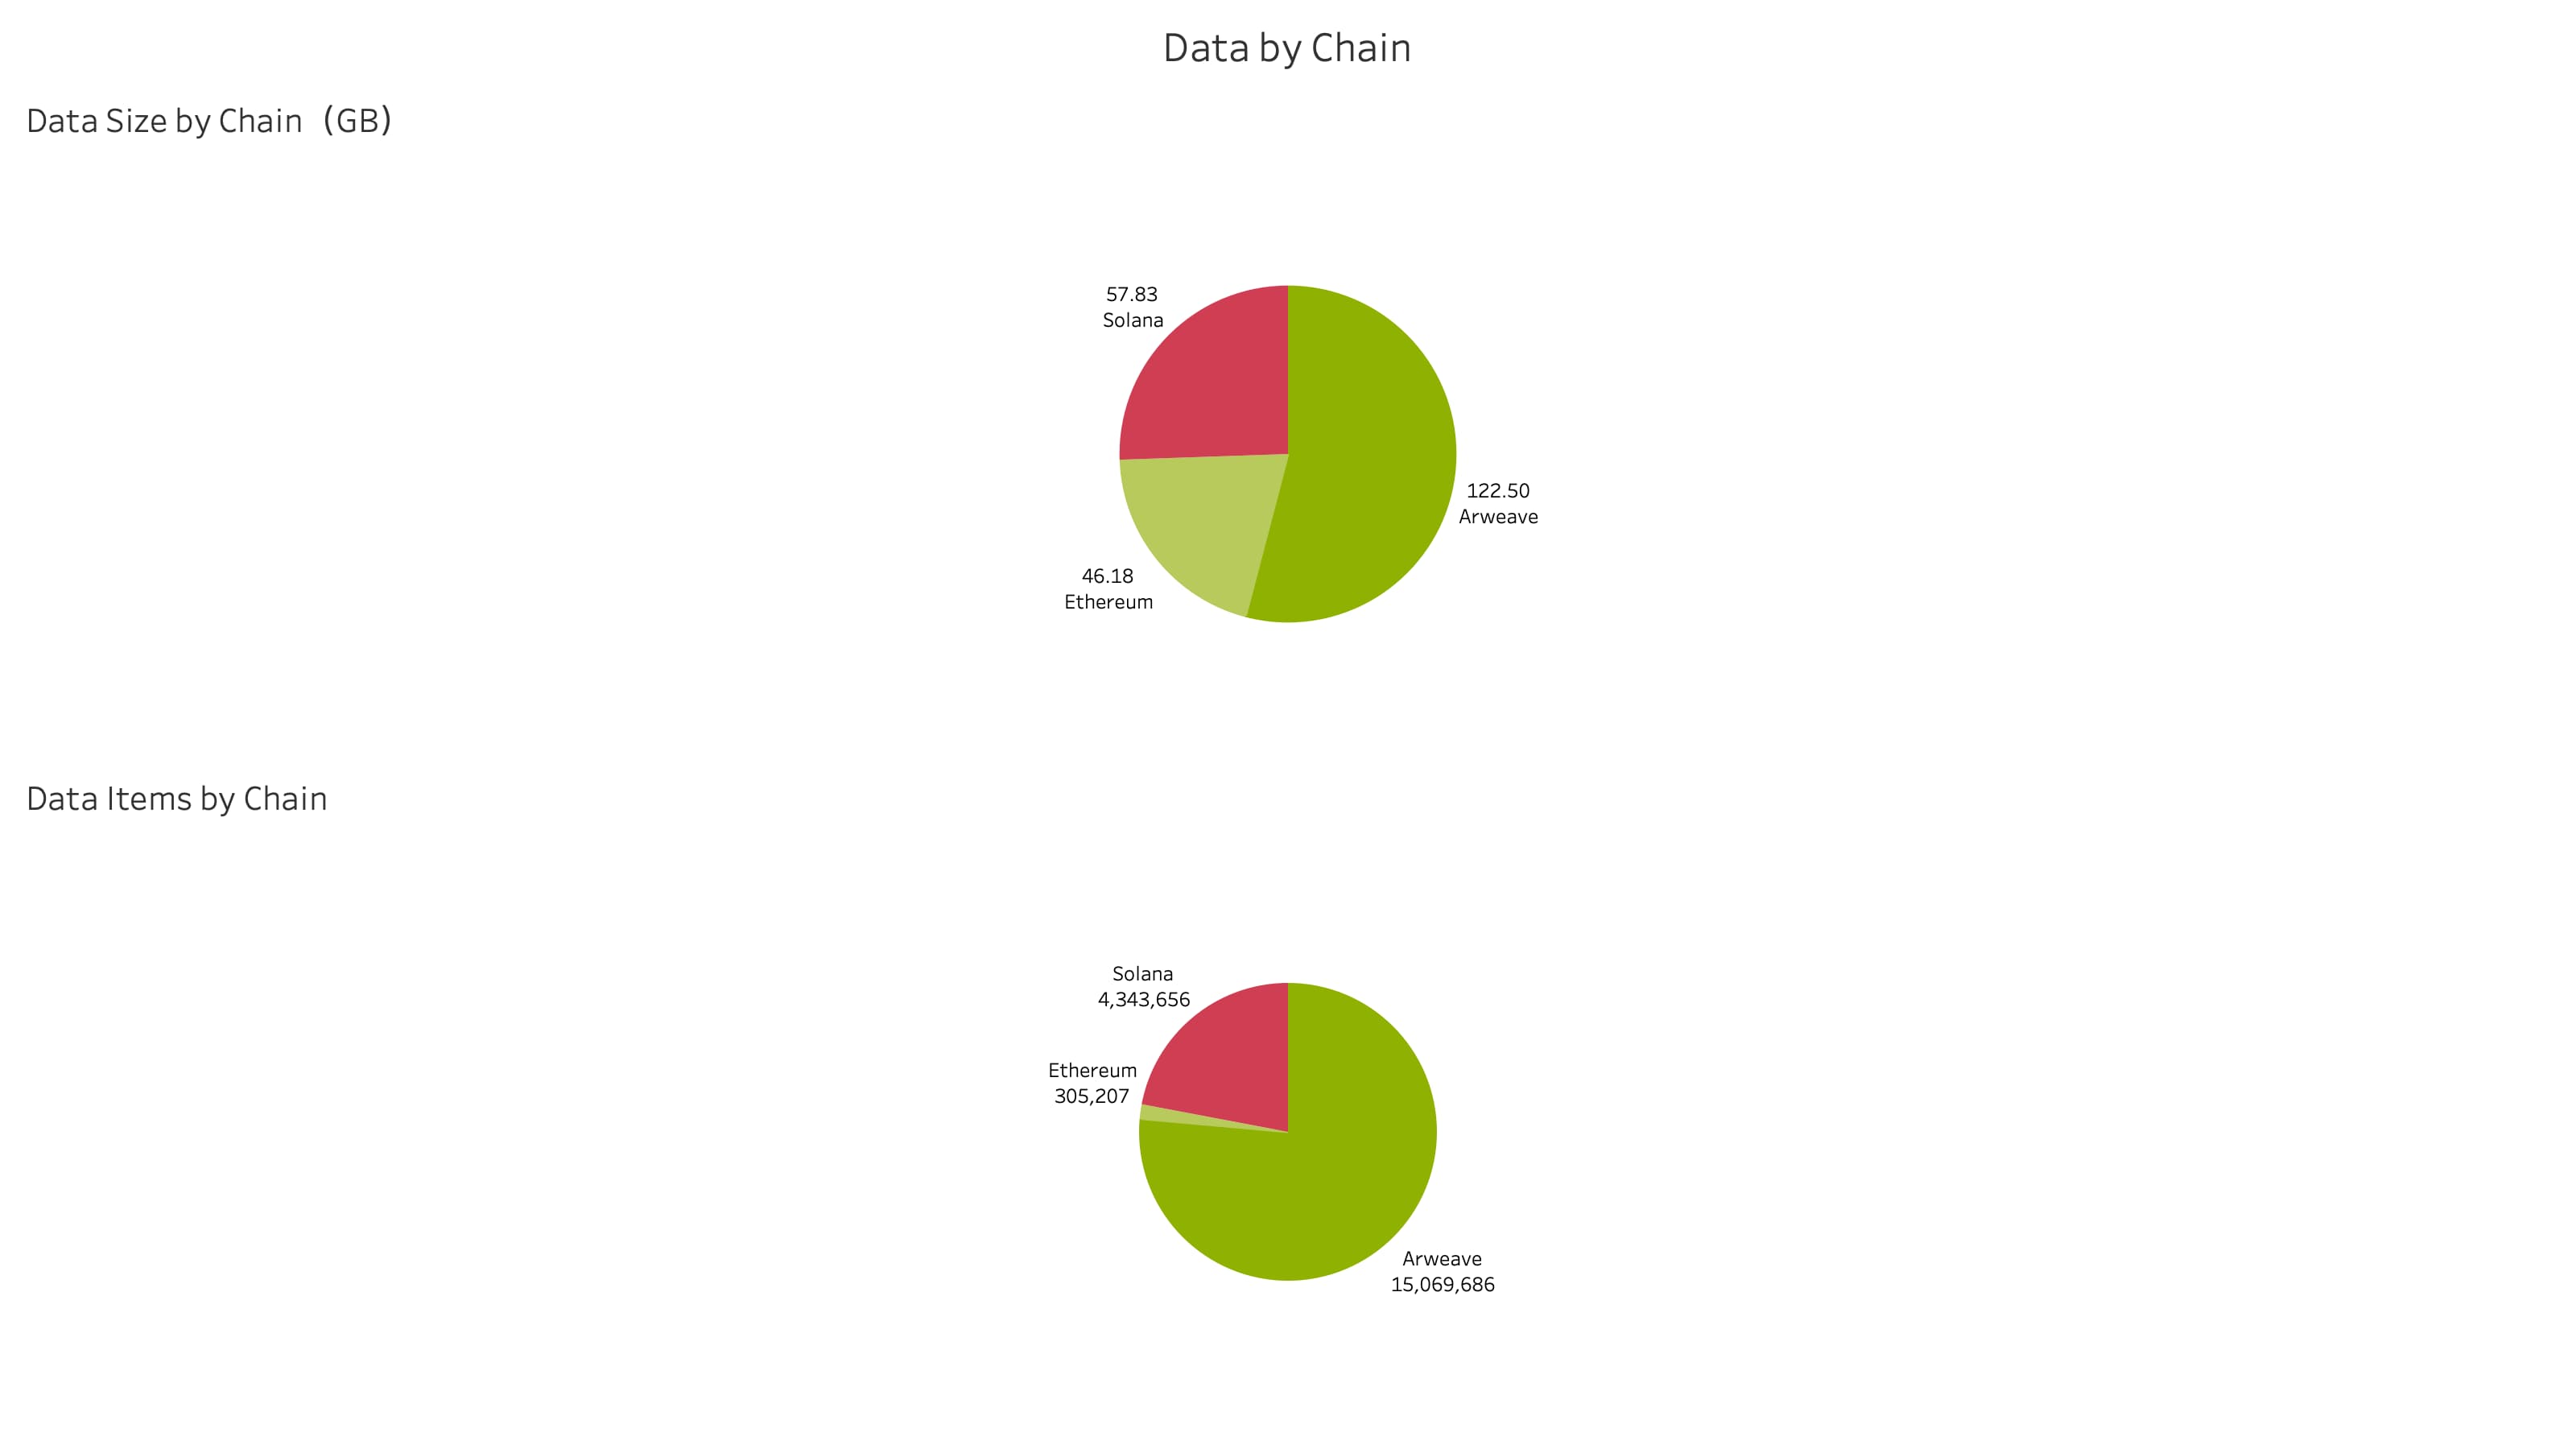 Data by Chain
Data Size by Chain (GB)
57.83
Solana
122.50
Arweave
46.18
Ethereum
Data Items by Chain
Solana
4,343,656
Ethereum
305,207
Arweave
15,069,686